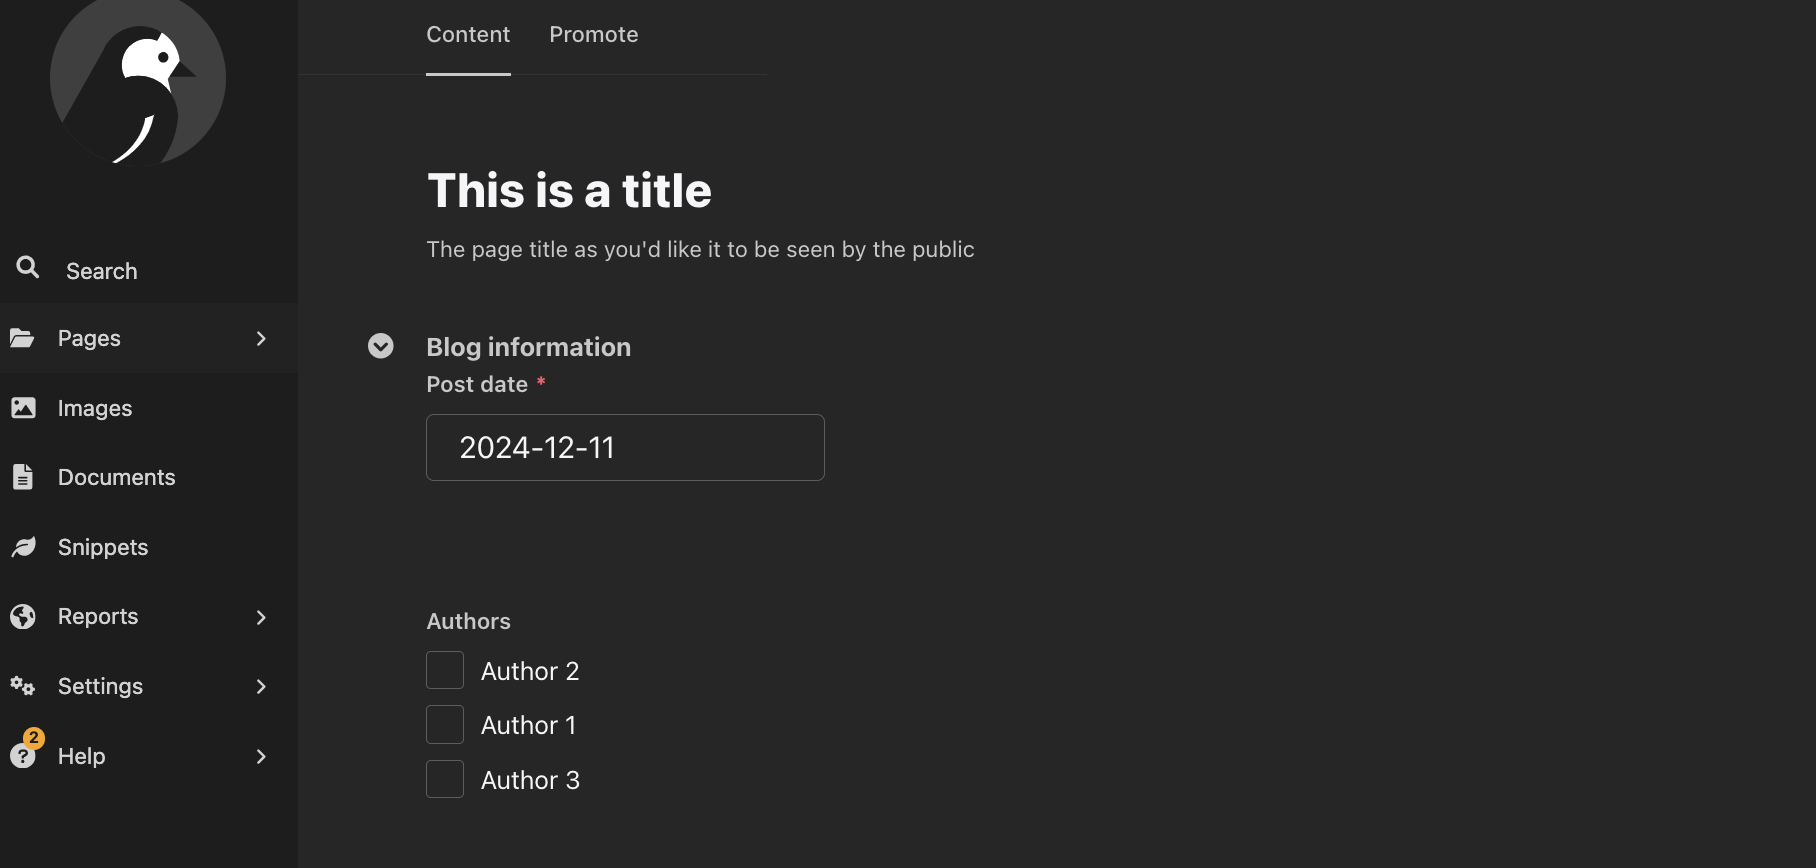 Content Promote
This is a title
The page title as you'd like it to be seen by the public
Search
Pages
Images
Documents
Snippets
Reports
Settings
2
Help
Blog information
Post date *
2024-12-11
Authors
Author 2
Author 1
Author 3